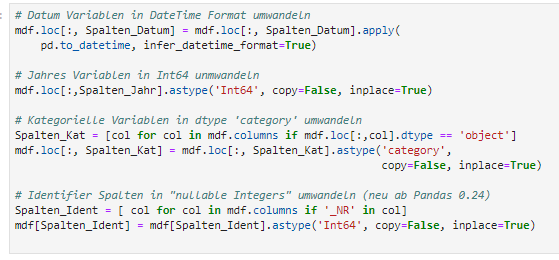 # Datum Variablen in DateTime Format umwandeln
mdf.loc[:, Spalten_Datum] = mdf.loc[:, Spalten_Datum].apply(
    pd.to_datetime, infer_datetime_format=True)

# Jahres Variablen in Int64 unmwandeln
mdf.loc[:,Spalten_Jahr].astype('Int64', copy=False, inplace=True)

# Kategorielle Variablen in dtype 'category' umwandeln
Spalten_Kat = [col for col in mdf.columns if mdf.loc[:,col].dtype == 'object']
mdf.loc[:, Spalten_Kat] = mdf.loc[:, Spalten_Kat].astype('category',
                                                         copy=False, inplace=True)

# Identifier Spalten in "nullable Integers" umwandeln (neu ab Pandas 0.24)
Spalten_Ident = [ col for col in mdf.columns if '_NR' in col]
mdf[Spalten_Ident] = mdf[Spalten_Ident].astype('Int64', copy=False, inplace=True)